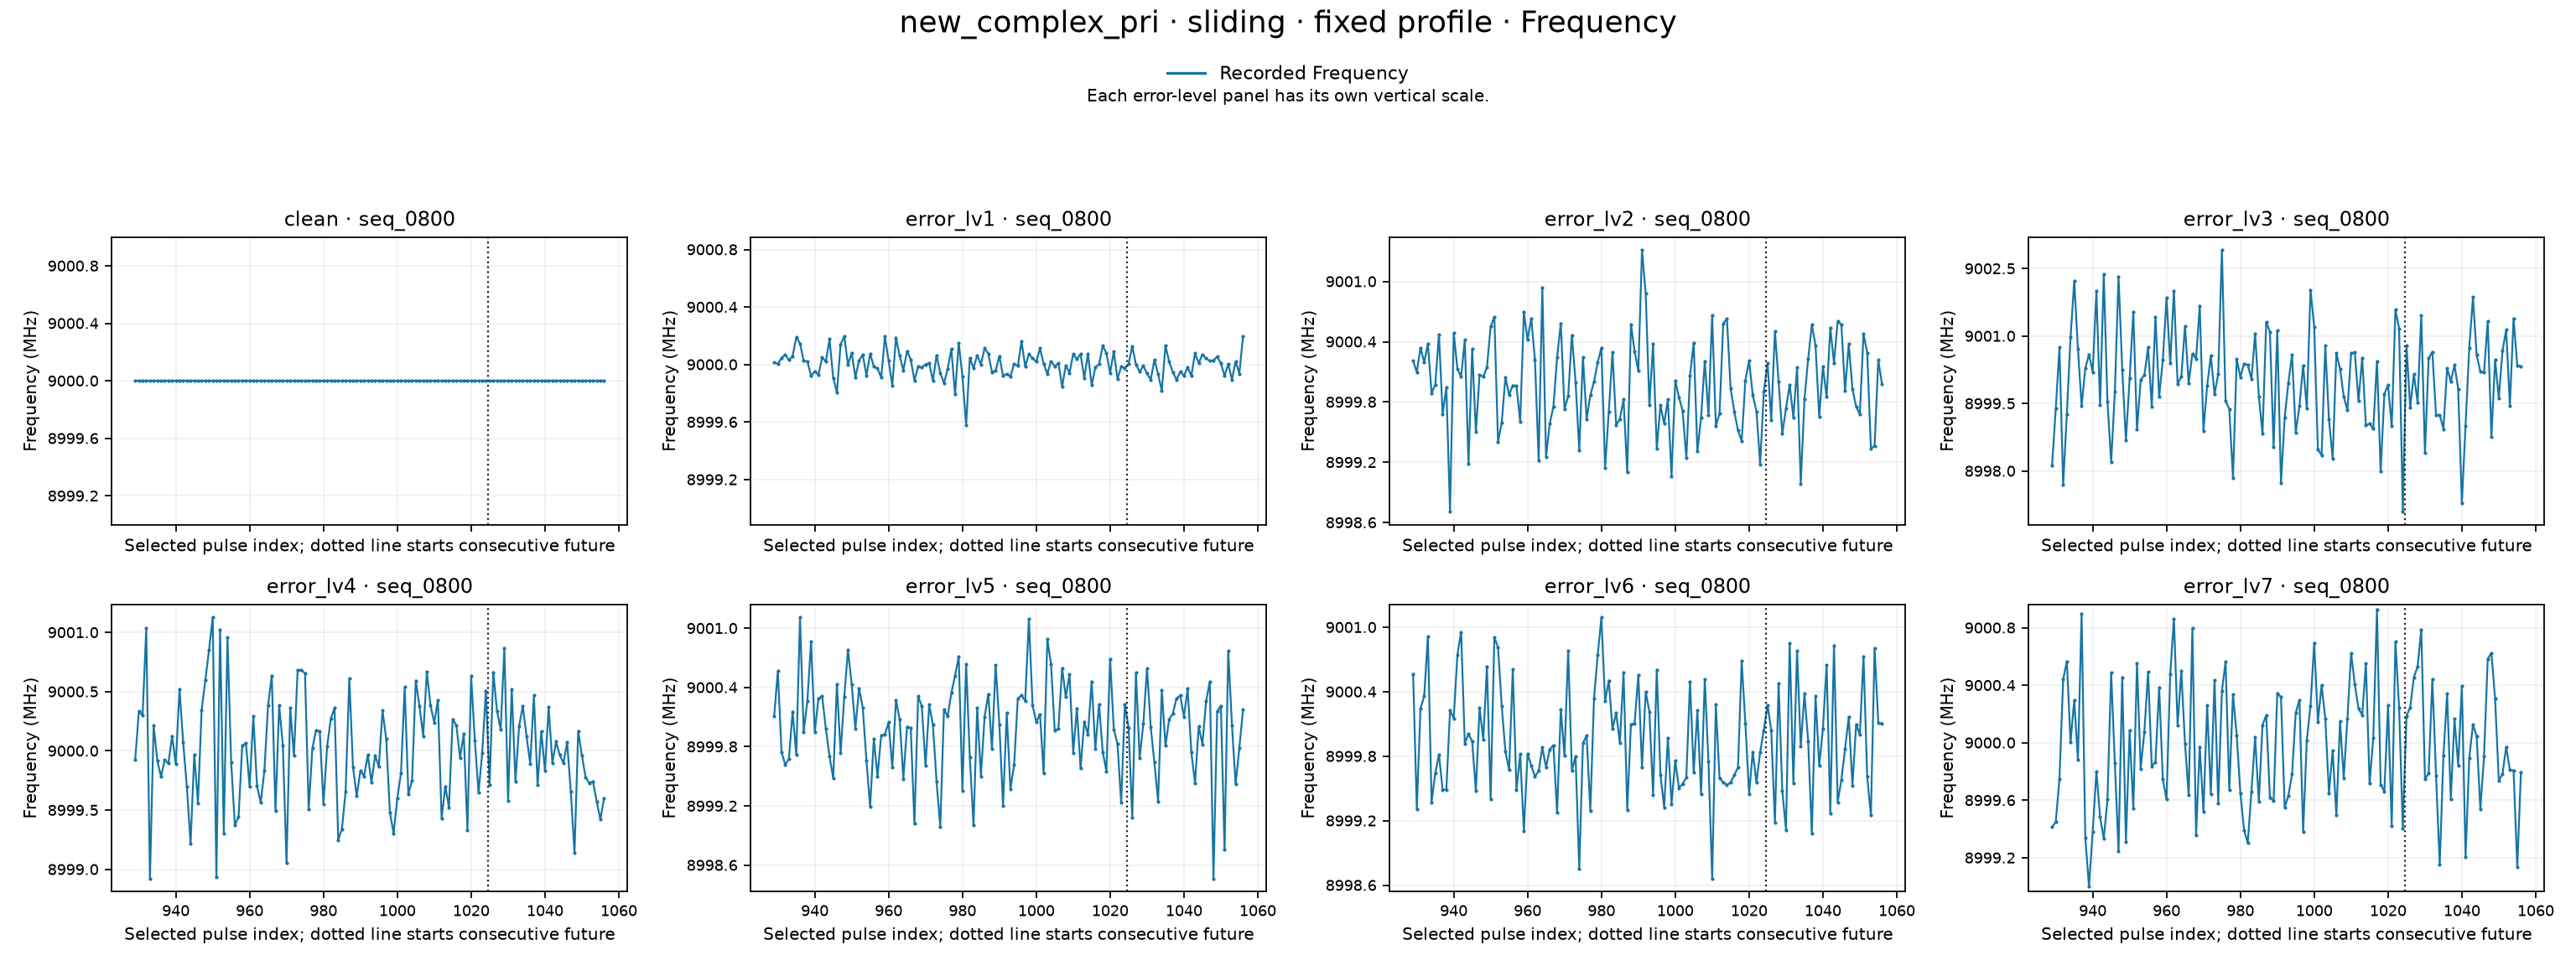 new_complex_pri · sliding · fixed profile · Frequency
Recorded Frequency
Each error-level panel has its own vertical scale.
clean · seq_0800
Frequency (MHz)
9000.8
9000.4
9000.0
8999.6
8999.2
Selected pulse index; dotted line starts consecutive future
error_lv1 · seq_0800
Frequency (MHz)
9000.8
9000.4
9000.0
8999.6
8999.2
Selected pulse index; dotted line starts consecutive future
error_lv2 · seq_0800
Frequency (MHz)
9001.0
9000.4
8999.8
8999.2
8998.6
Selected pulse index; dotted line starts consecutive future
error_lv3 · seq_0800
Frequency (MHz)
9002.5
9001.0
8999.5
8998.0
Selected pulse index; dotted line starts consecutive future
error_lv4 · seq_0800
Frequency (MHz)
9001.0
9000.5
9000.0
8999.5
8999.0
940 960 980 1000 1020 1040 1060
Selected pulse index; dotted line starts consecutive future
error_lv5 · seq_0800
Frequency (MHz)
9001.0
9000.4
8999.8
8999.2
8998.6
940 960 980 1000 1020 1040 1060
Selected pulse index; dotted line starts consecutive future
error_lv6 · seq_0800
Frequency (MHz)
9001.0
9000.4
8999.8
8999.2
8998.6
940 960 980 1000 1020 1040 1060
Selected pulse index; dotted line starts consecutive future
error_lv7 · seq_0800
Frequency (MHz)
9000.8
9000.4
9000.0
8999.6
8999.2
940 960 980 1000 1020 1040 1060
Selected pulse index; dotted line starts consecutive future